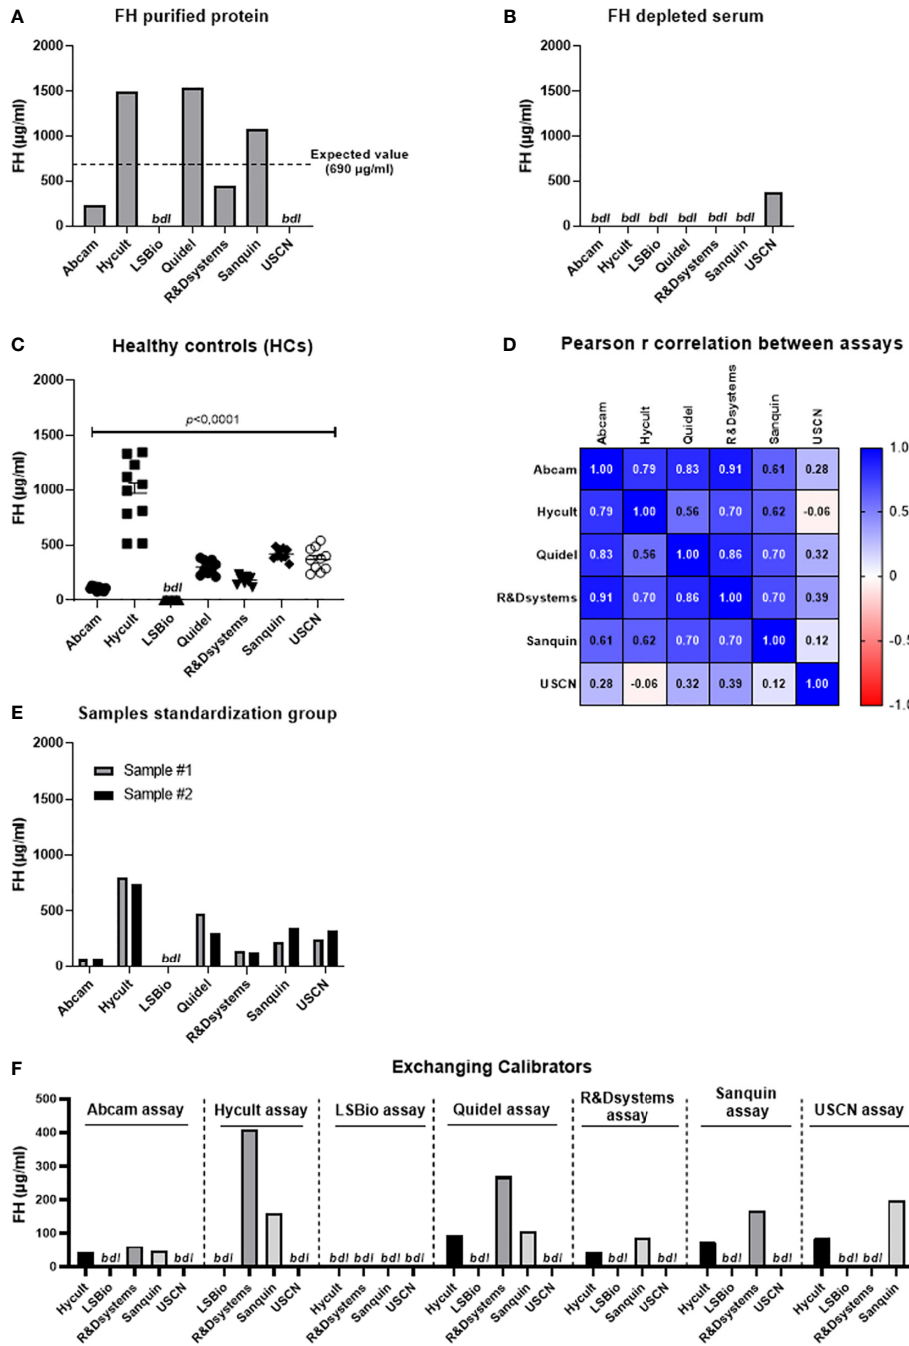 A
FH purified protein
2000
1500
1000
500
0
FH (µg/ml)
Expected value
(690 µg/ml)
bdl
bdl
Abcam
Hycult
LSBio
Quidel
R&Dsystems
Sanquin
USCN
B
FH depleted serum
2000
1500
1000
500
0
FH (µg/ml)
bdl bdl bdl bdl bdl bdl
Abcam
Hycult
LSBio
Quidel
R&Dsystems
Sanquin
USCN
C
Healthy controls (HCs)
2000
1500
1000
500
0
FH (µg/ml)
p<0,0001
bdl
Abcam
Hycult
LSBio
Quidel
R&Dsystems
Sanquin
USCN
D
Pearson r correlation between assays
Abcam
Hycult
Quidel
R&Dsystems
Sanquin
USCN
Abcam 1.00 0.79 0.83 0.91 0.61 0.28
Hycult 0.79 1.00 0.56 0.70 0.62 -0.06
Quidel 0.83 0.56 1.00 0.86 0.70 0.32
R&Dsystems 0.91 0.70 0.86 1.00 0.70 0.39
Sanquin 0.61 0.62 0.70 0.70 1.00 0.12
USCN 0.28 -0.06 0.32 0.39 0.12 1.00
1.0
0.5
0
-0.5
-1.0
E
Samples standardization group
2000
1500
1000
500
0
FH (µg/ml)
Sample #1
Sample #2
bdl
Abcam
Hycult
LSBio
Quidel
R&Dsystems
Sanquin
USCN
F
Exchanging Calibrators
500
400
300
200
100
0
FH (µg/ml)
Abcam assay
bdl bdl
Hycult
LSBio
R&Dsystems
Sanquin
USCN
Hycult assay
bdl bdl
LSBio
R&Dsystems
Sanquin
USCN
LSBio assay
bdl bdl bdl bdl
Hycult
R&Dsystems
Sanquin
USCN
Quidel assay
bdl bdl
Hycult
LSBio
R&Dsystems
Sanquin
USCN
R&Dsystems
assay
bdl bdl
Hycult
LSBio
Sanquin
USCN
Sanquin
assay
bdl bdl
Hycult
LSBio
R&Dsystems
USCN
USCN assay
bdl bdl
Hycult
LSBio
R&Dsystems
Sanquin